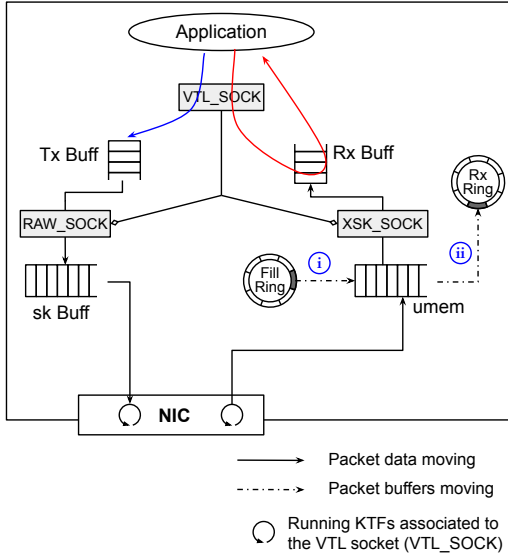 Application
VTL_SOCK
Tx Buff
Rx Buff
Rx
Ring
RAW_SOCK
XSK_SOCK
i
ii
Fill
Ring
sk Buff
umem
NIC
Packet data moving
Packet buffers moving
Running KTFs associated to
the VTL socket (VTL_SOCK)